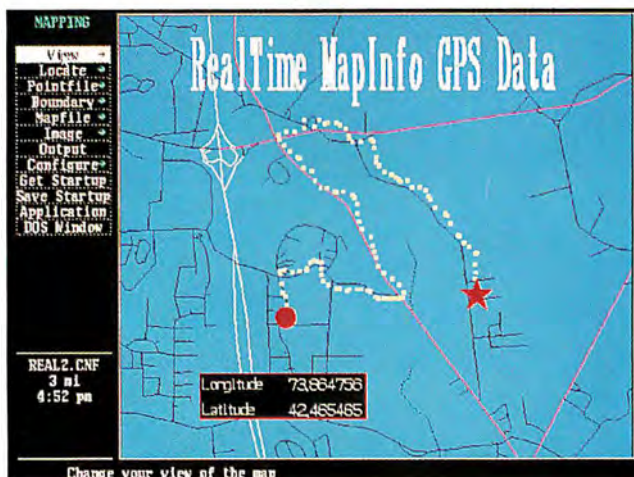 MAPPING
View
Locate
Pointfile
Boundary
Mapfile
Image
Output
Configure
Get Startup
Save Startup
Application
DOS Window
RealTime MapInfo GPS Data
REAL2.CNF
3 mi
4:52 pm
Longitude 73,864756
Latitude 42,465465
Change your view of the map